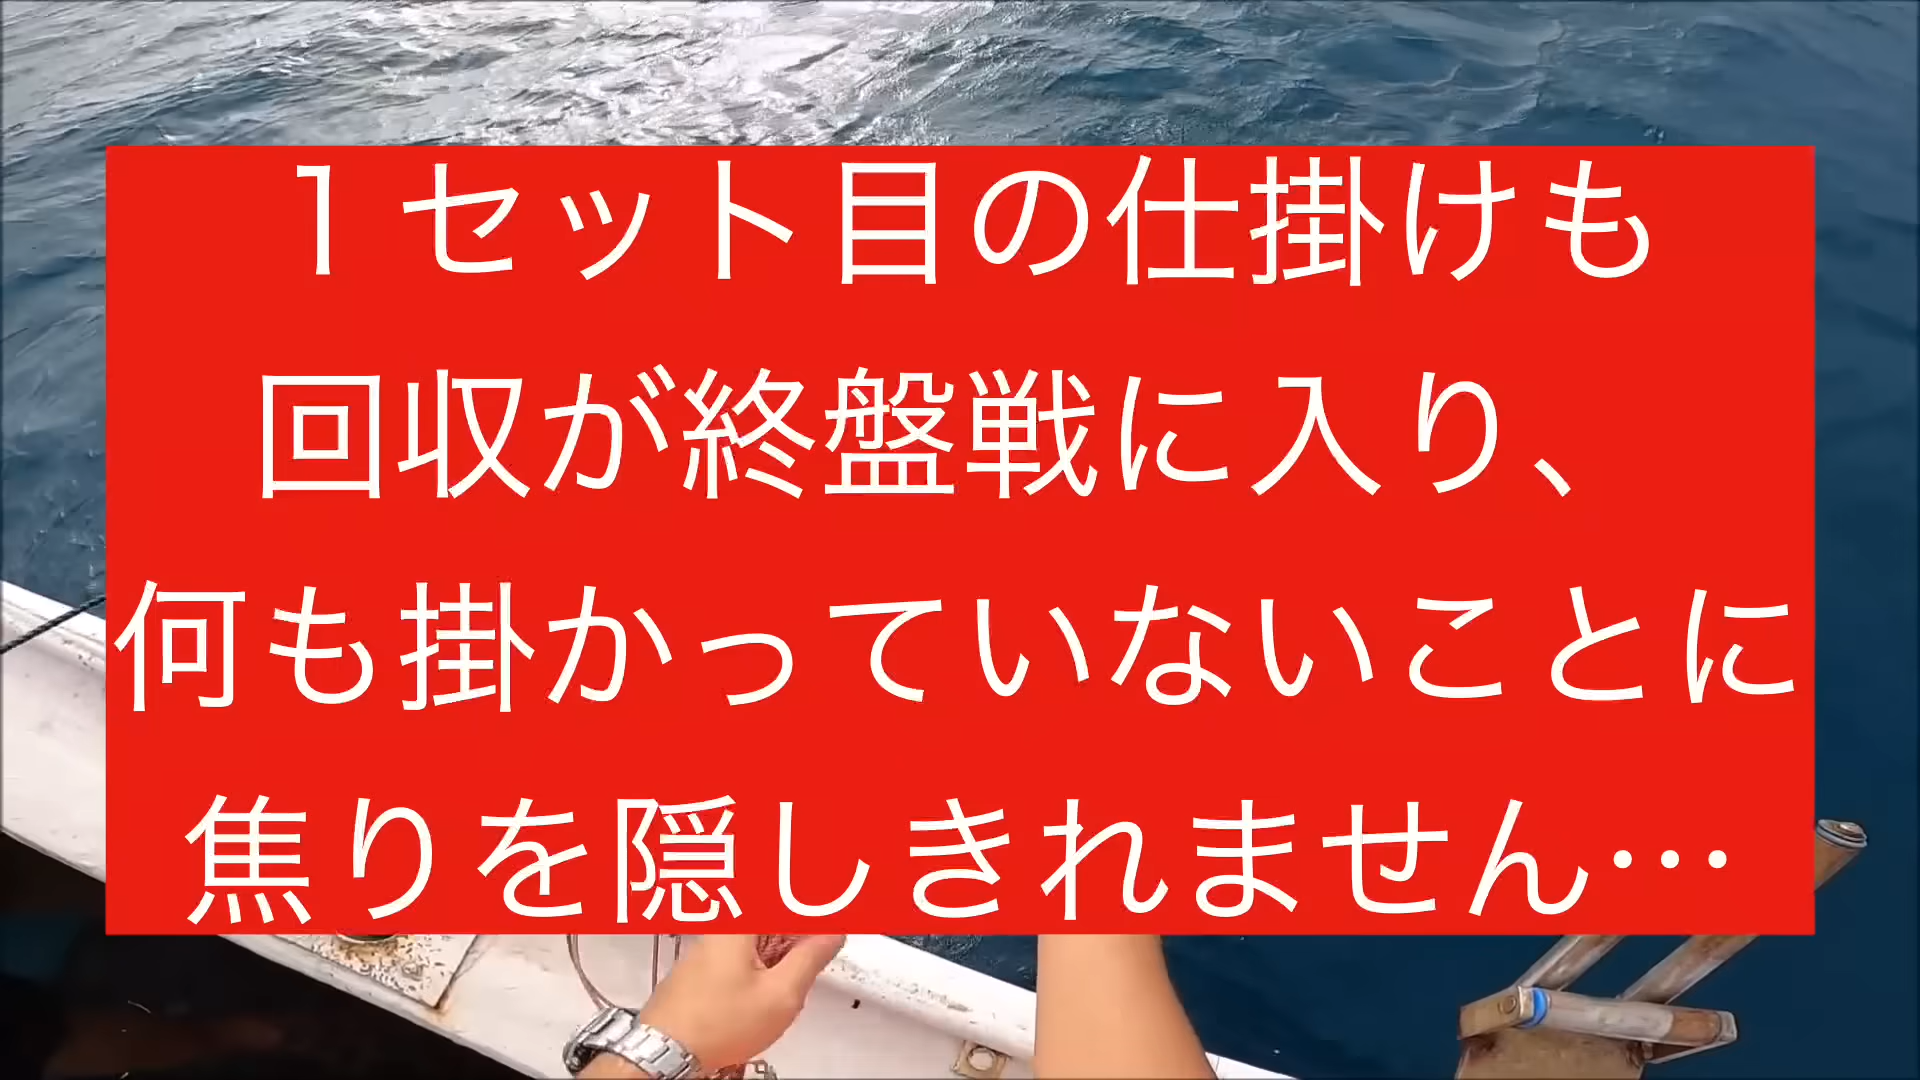 １セット目の仕掛けも
回収が終盤戦に入り、
何も掛かっていないことに
焦りを隠しきれません…